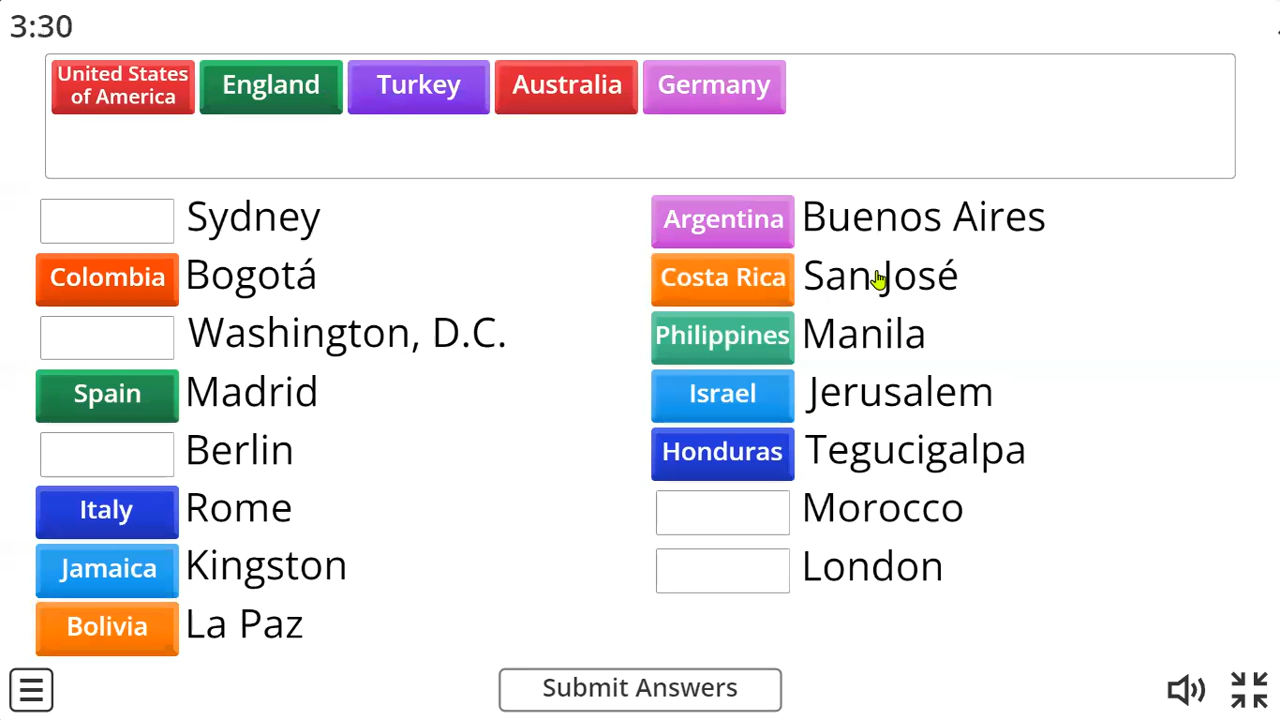 3:30
United States
of America
England
Turkey
Australia
Germany
Sydney
Colombia Bogotá
Washington, D.C.
Spain Madrid
Berlin
Italy Rome
Jamaica Kingston
Bolivia La Paz
Argentina Buenos Aires
Costa Rica San José
Philippines Manila
Israel Jerusalem
Honduras Tegucigalpa
Morocco
London
Submit Answers